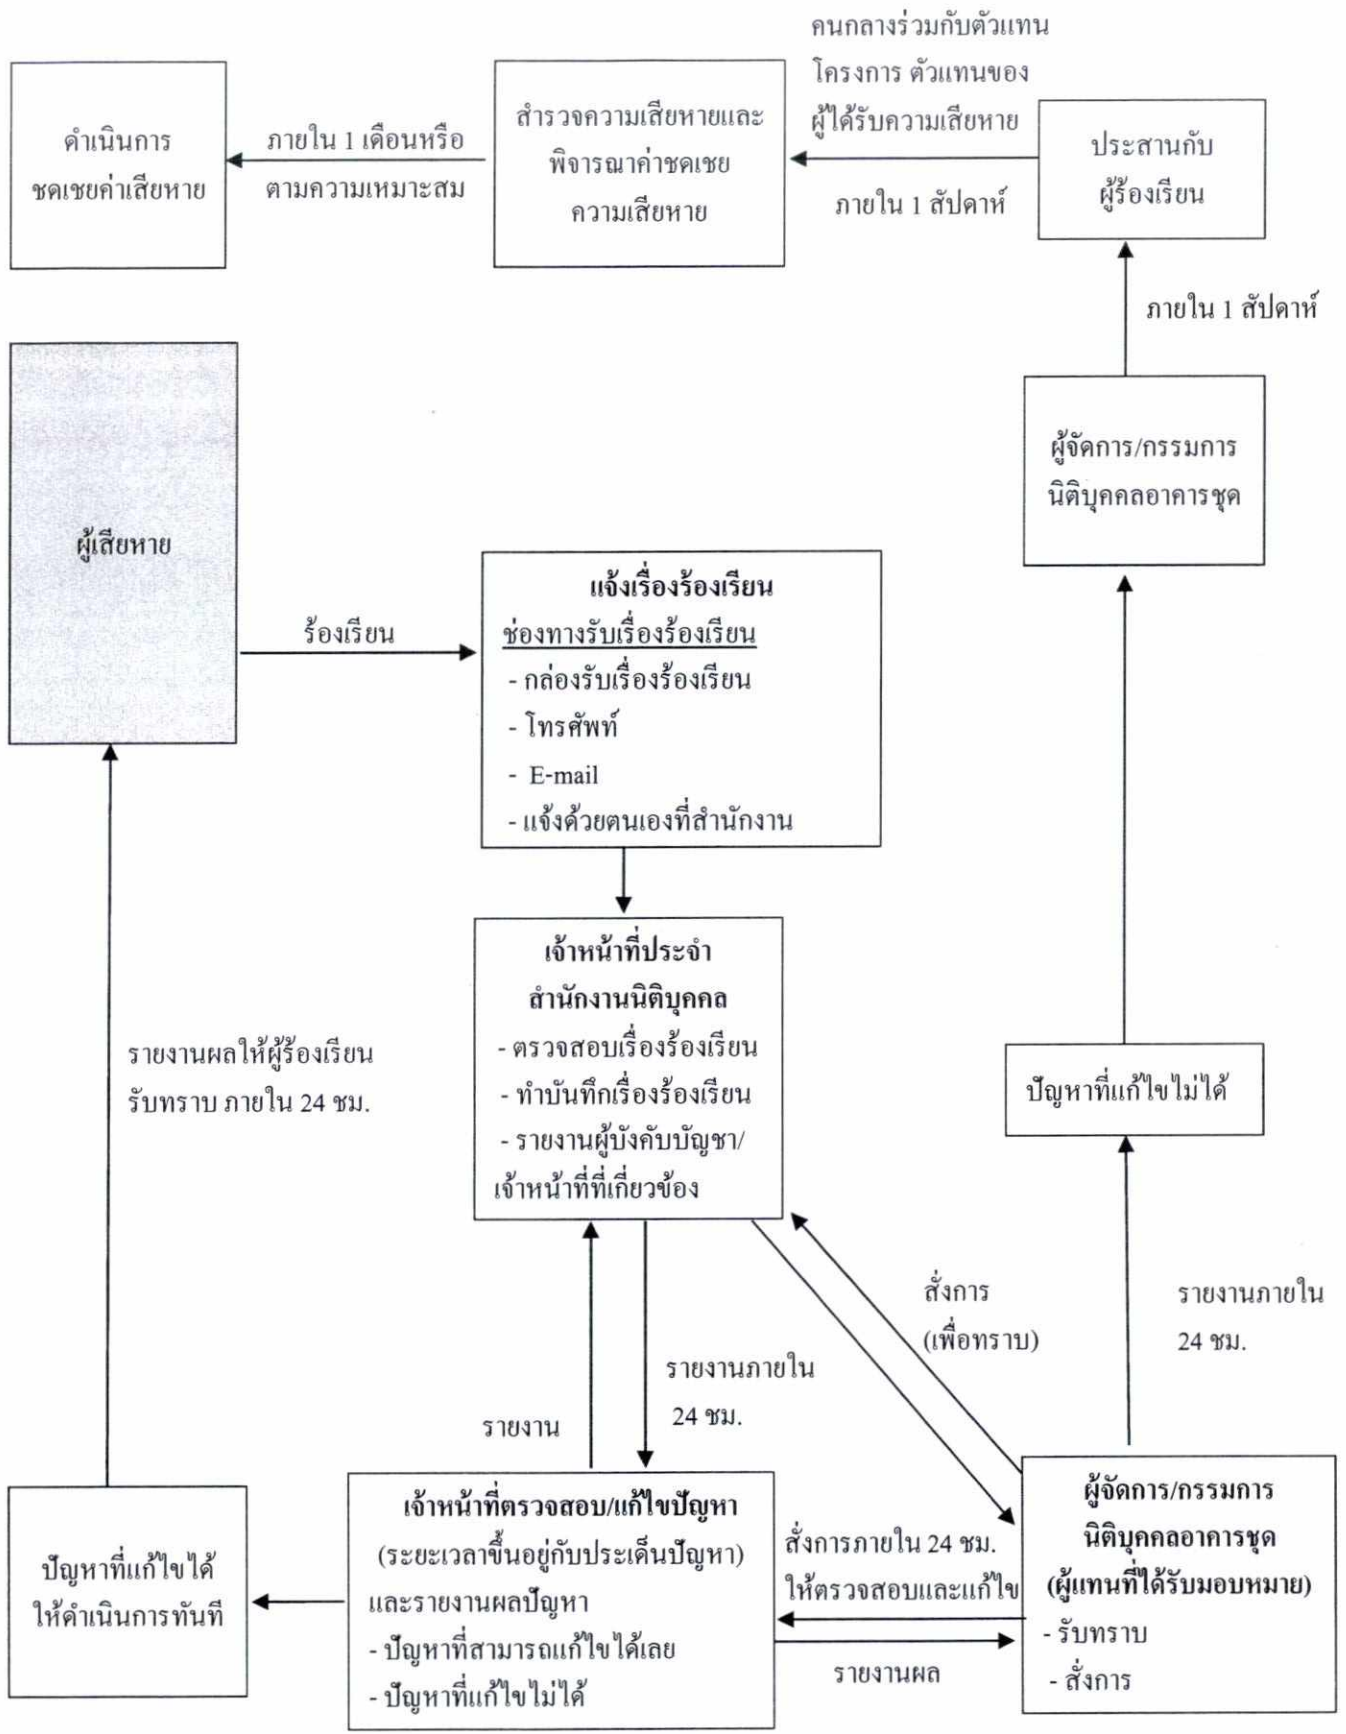 คนกลางร่วมกับตัวแทน
โครงการ ตัวแทนของ
ผู้ได้รับความเสียหาย
ภายใน 1 สัปดาห์
ดำเนินการ
ชดเชยค่าเสียหาย
ภายใน 1 เดือนหรือ
ตามความเหมาะสม
สำรวจความเสียหายและ
พิจารณาค่าชดเชย
ความเสียหาย
ประสานกับ
ผู้ร้องเรียน
ภายใน 1 สัปดาห์
ผู้จัดการ/กรรมการ
นิติบุคคลอาคารชุด
ผู้เสียหาย
ร้องเรียน
แจ้งเรื่องร้องเรียน
ช่องทางรับเรื่องร้องเรียน
- กล่องรับเรื่องร้องเรียน
- โทรศัพท์
- E-mail
- แจ้งด้วยตนเองที่สำนักงาน
เจ้าหน้าที่ประจำ
สำนักงานนิติบุคคล
- ตรวจสอบเรื่องร้องเรียน
- ทำบันทึกเรื่องร้องเรียน
- รายงานผู้บังคับบัญชา/
เจ้าหน้าที่ที่เกี่ยวข้อง
รายงานผลให้ผู้ร้องเรียน
รับทราบ ภายใน 24 ชม.
ปัญหาที่แก้ไขไม่ได้
สั่งการ
(เพื่อทราบ)
รายงานภายใน
24 ชม.
รายงานภายใน
24 ชม.
รายงาน
ปัญหาที่แก้ไขได้
ให้ดำเนินการทันที
เจ้าหน้าที่ตรวจสอบ/แก้ไขปัญหา
(ระยะเวลาขึ้นอยู่กับประเด็นปัญหา)
และรายงานผลปัญหา
- ปัญหาที่สามารถแก้ไขได้เลย
- ปัญหาที่แก้ไขไม่ได้
สั่งการภายใน 24 ชม.
ให้ตรวจสอบและแก้ไข
รายงานผล
ผู้จัดการ/กรรมการ
นิติบุคคลอาคารชุด
(ผู้แทนที่ได้รับมอบหมาย)
- รับทราบ
- สั่งการ